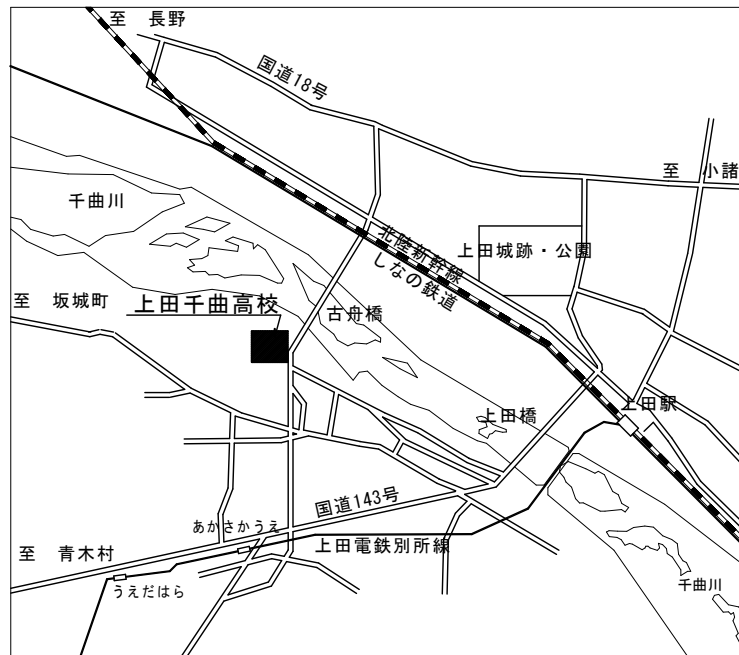 至 長野
国道18号
至 小諸
千曲川
北陸新幹線
しなの鉄道
上田城跡・公園
至 坂城町
上田千曲高校
古舟橋
上田橋
上田駅
国道143号
あかさかうえ
至 青木村
上田電鉄別所線
うえだはら
千曲川